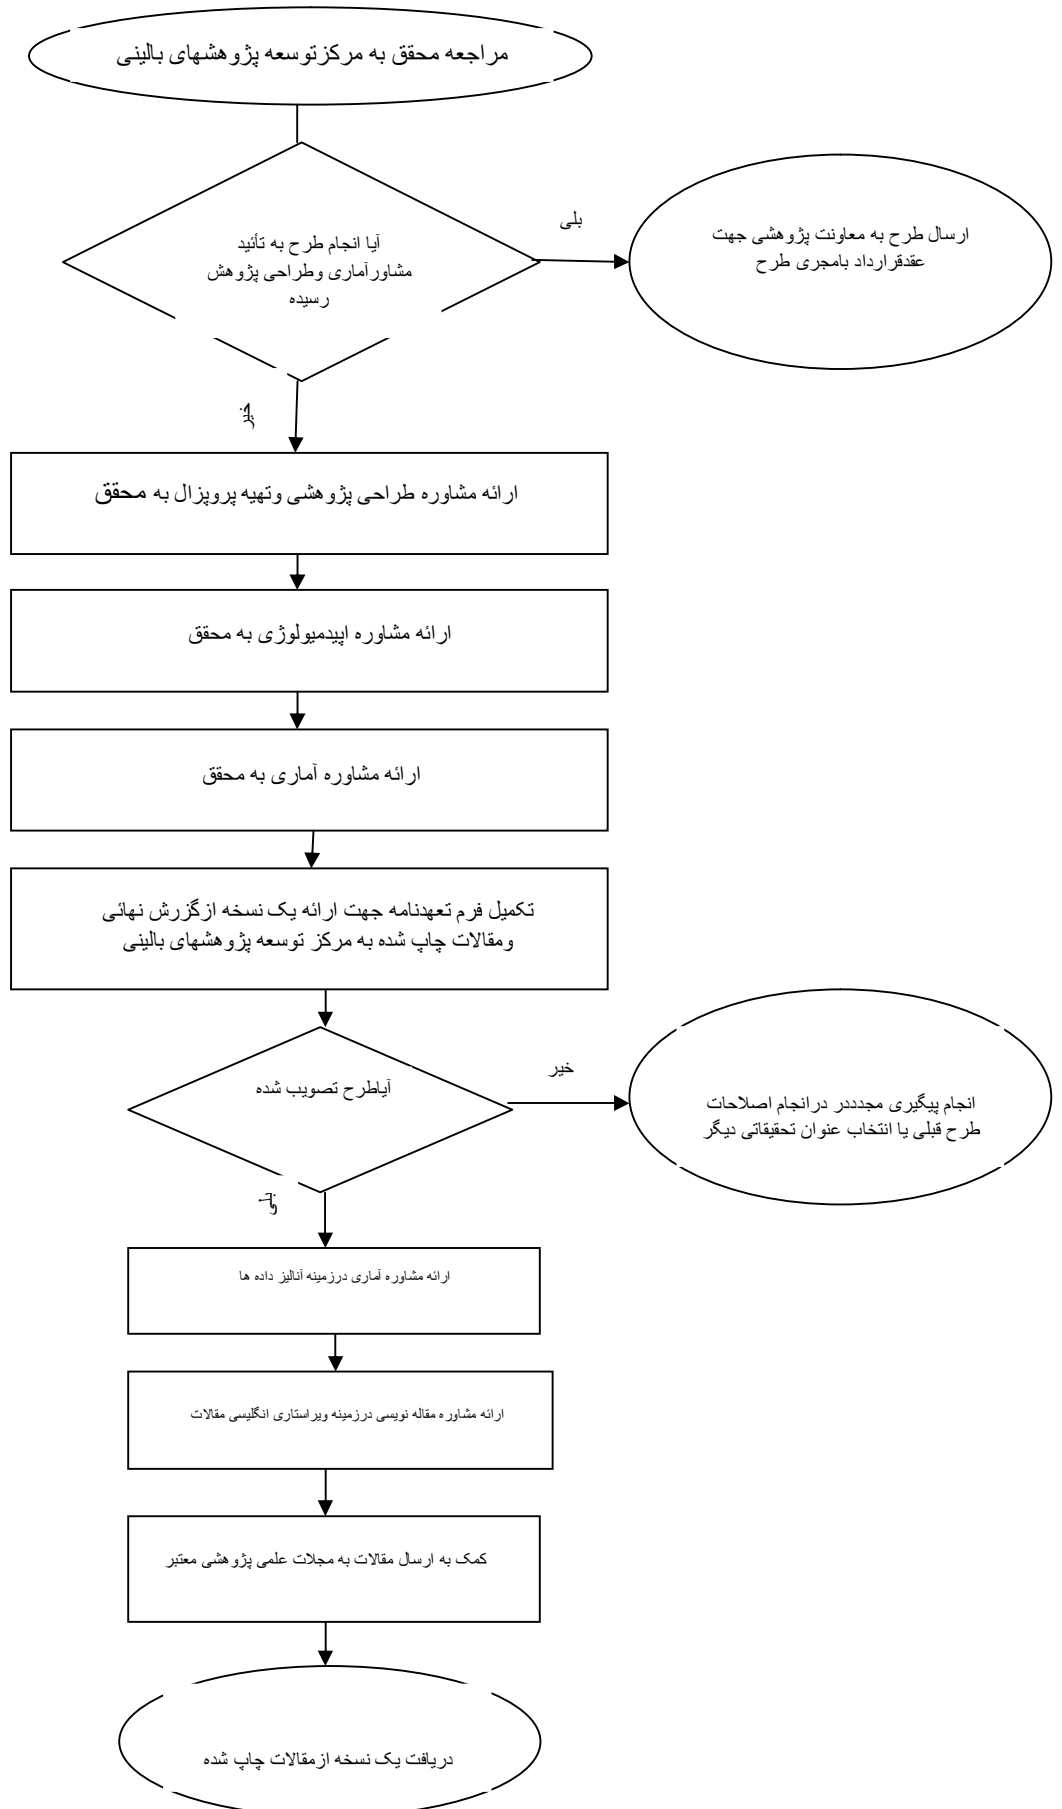 مراجعه محقق به مرکزتوسعه پژوهشهای بالینی
آیا انجام طرح به تأئید
مشاورآماری وطراحی پژوهش
رسیده
بلی
ارسال طرح به معاونت پژوهشی جهت
عقدقرارداد بامجری طرح
خیر
ارائه مشاوره طراحی پژوهشی وتهیه پروپزال به محقق
ارائه مشاوره اپیدمیولوژی به محقق
ارائه مشاوره آماری به محقق
تکمیل فرم تعهدنامه جهت ارائه یک نسخه ازگزرش نهائی
ومقالات چاپ شده به مرکز توسعه پژوهشهای بالینی
آیاطرح تصویب شده
خیر
انجام پیگیری مجدددر درانجام اصلاحات
طرح قبلی یا انتخاب عنوان تحقیقاتی دیگر
بلی
ارائه مشاوره آماری درزمینه آنالیز داده ها
ارائه مشاوره مقاله نویسی درزمینه ویراستاری انگلیسی مقالات
کمک به ارسال مقالات به مجلات علمی پژوهشی معتبر
دریافت یک نسخه ازمقالات چاپ شده